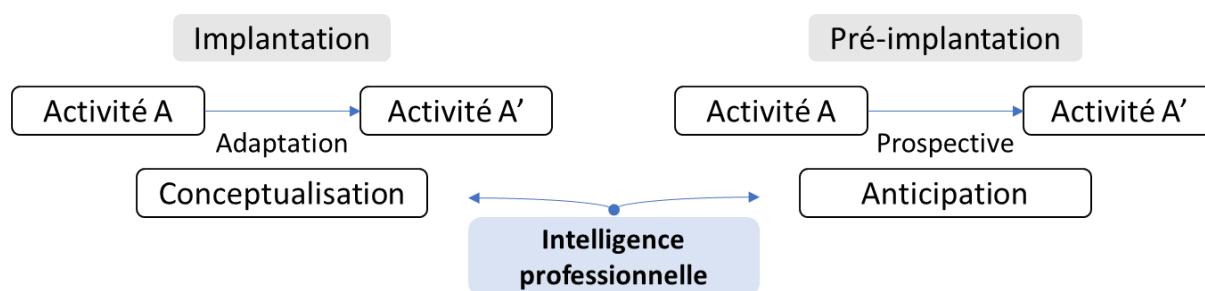 Implantation
Pré-implantation
Activité A
Activité A’
Activité A
Activité A’
Adaptation
Prospective
Conceptualisation
Anticipation
Intelligence
professionnelle